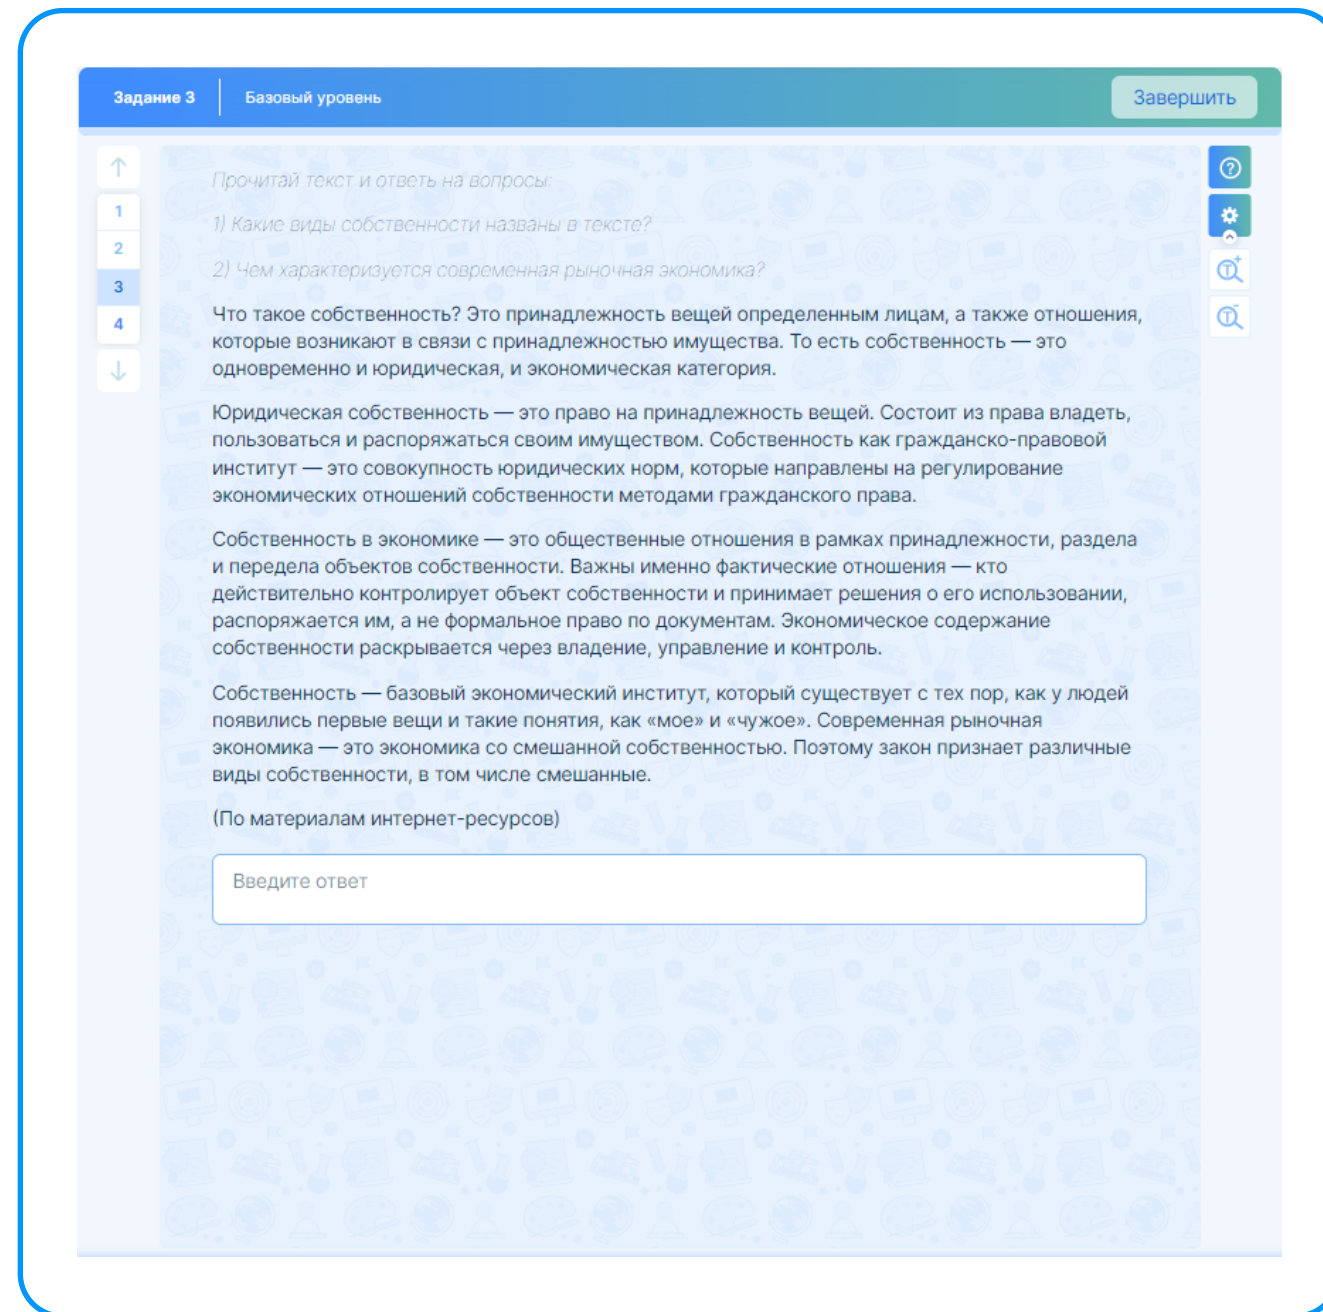 Задание 3
Базовый уровень
Завершить
1
2
3
4
Прочитай текст и ответь на вопросы:
1) Какие виды собственности названы в тексте?
2) Чем характеризуется современная рыночная экономика?
Что такое собственность? Это принадлежность вещей определенным лицам, а также отношения,
которые возникают в связи с принадлежностью имущества. То есть собственность — это
одновременно и юридическая, и экономическая категория.
Юридическая собственность — это право на принадлежность вещей. Состоит из права владеть,
пользоваться и распоряжаться своим имуществом. Собственность как гражданско-правовой
институт — это совокупность юридических норм, которые направлены на регулирование
экономических отношений собственности методами гражданского права.
Собственность в экономике — это общественные отношения в рамках принадлежности, раздела
и передела объектов собственности. Важны именно фактические отношения — кто
действительно контролирует объект собственности и принимает решения о его использовании,
распоряжается им, а не формальное право по документам. Экономическое содержание
собственности раскрывается через владение, управление и контроль.
Собственность — базовый экономический институт, который существует с тех пор, как у людей
появились первые вещи и такие понятия, как «мое» и «чужое». Современная рыночная
экономика — это экономика со смешанной собственностью. Поэтому закон признает различные
виды собственности, в том числе смешанные.
(По материалам интернет-ресурсов)
Введите ответ